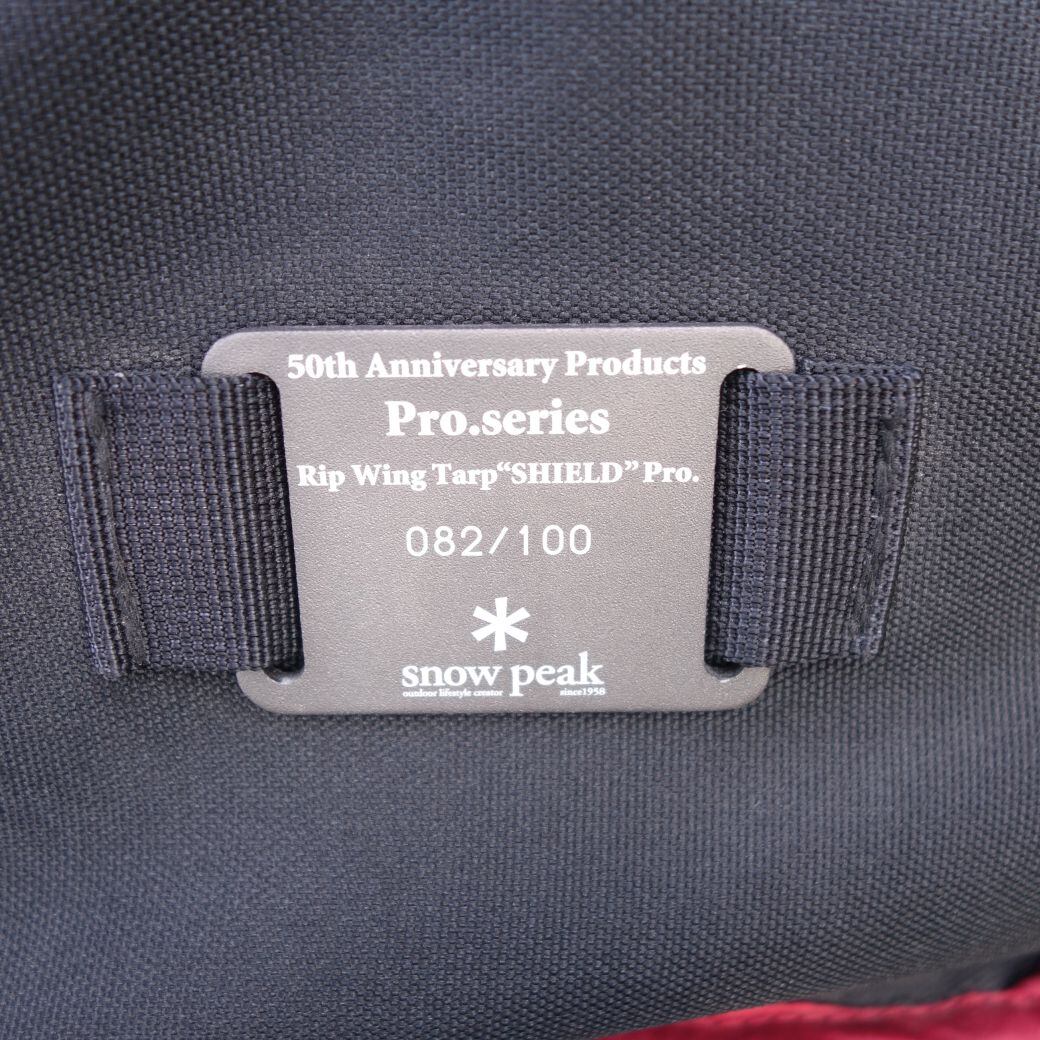 50th Anniversary Products
Pro.series
Rip Wing Tarp“SHIELD”Pro.
082/100
snow peak
outdoor lifestyle creator since1958